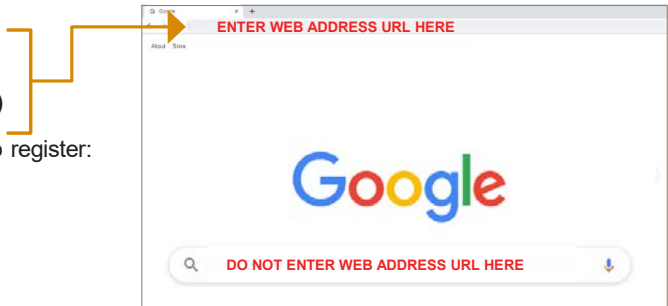 G Google × +
ENTER WEB ADDRESS URL HERE
About Store
)
register:
Google
DO NOT ENTER WEB ADDRESS URL HERE